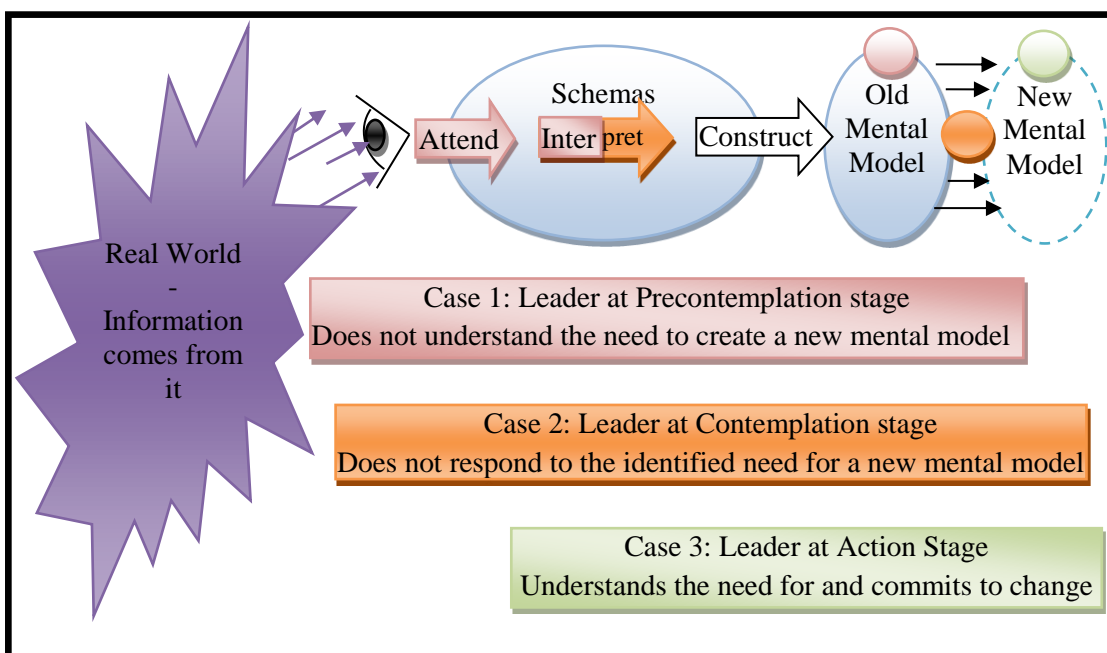 Real World
-
Information
comes from
it
Attend
Schemas
Interpret
Construct
Old
Mental
Model
New
Mental
Model
Case 1: Leader at Precontemplation stage
Does not understand the need to create a new mental model
Case 2: Leader at Contemplation stage
Does not respond to the identified need for a new mental model
Case 3: Leader at Action Stage
Understands the need for and commits to change